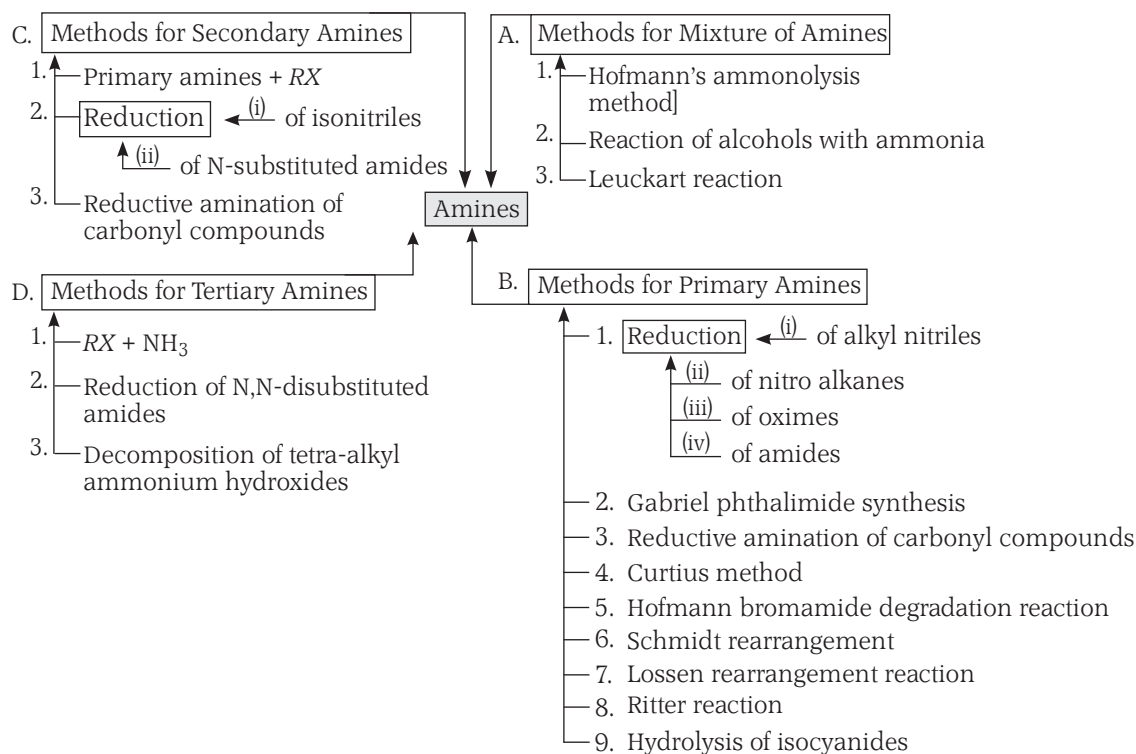 C. Methods for Secondary Amines
1. Primary amines + RX
2. Reduction (i) of isonitriles
(ii) of N-substituted amides
3. Reductive amination of
carbonyl compounds
A. Methods for Mixture of Amines
1. Hofmann's ammonolysis
method]
2. Reaction of alcohols with ammonia
3. Leuckart reaction
Amines
D. Methods for Tertiary Amines
1. RX + NH₃
2. Reduction of N,N-disubstituted
amides
3. Decomposition of tetra-alkyl
ammonium hydroxides
B. Methods for Primary Amines
1. Reduction (i) of alkyl nitriles
(ii) of nitro alkanes
(iii) of oximes
(iv) of amides
2. Gabriel phthalimide synthesis
3. Reductive amination of carbonyl compounds
4. Curtius method
5. Hofmann bromamide degradation reaction
6. Schmidt rearrangement
7. Lossen rearrangement reaction
8. Ritter reaction
9. Hydrolysis of isocyanides